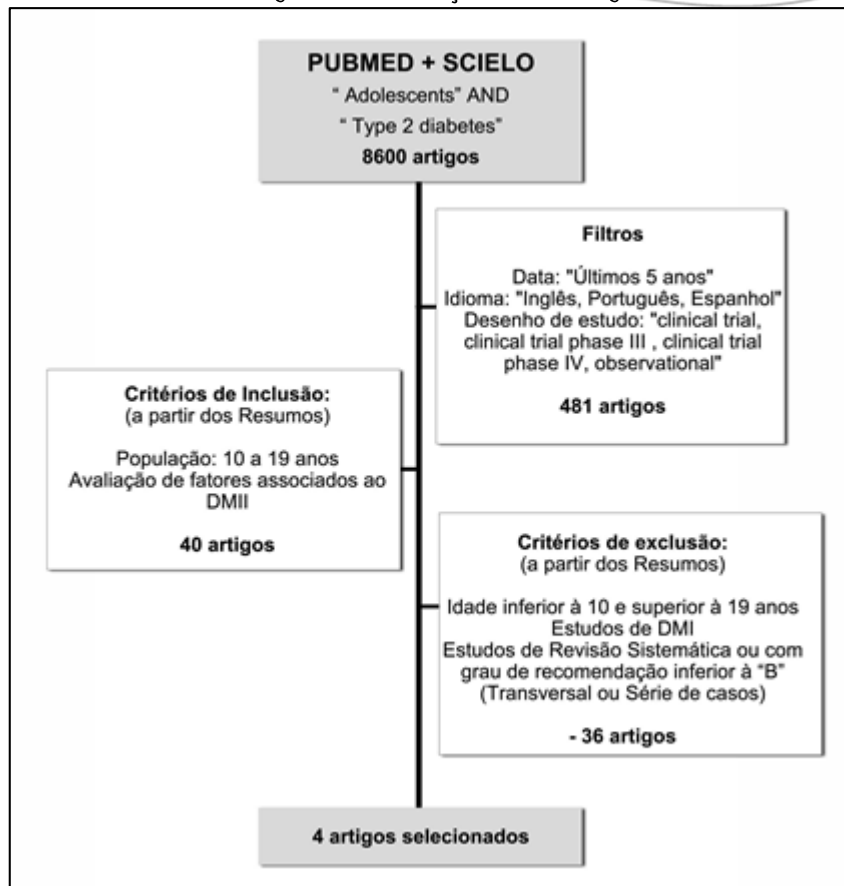 PUBMED + SCIELO
" Adolescents" AND
" Type 2 diabetes"
8600 artigos
Filtros
Data: "Últimos 5 anos"
Idioma: "Inglês, Português, Espanhol"
Desenho de estudo: "clinical trial,
clinical trial phase III , clinical trial
phase IV, observational"
481 artigos
Critérios de Inclusão:
(a partir dos Resumos)
População: 10 a 19 anos
Avaliação de fatores associados ao
DMII
40 artigos
Critérios de exclusão:
(a partir dos Resumos)
Idade inferior à 10 e superior à 19 anos
Estudos de DMI
Estudos de Revisão Sistemática ou com
grau de recomendação inferior à "B"
(Transversal ou Série de casos)
- 36 artigos
4 artigos selecionados